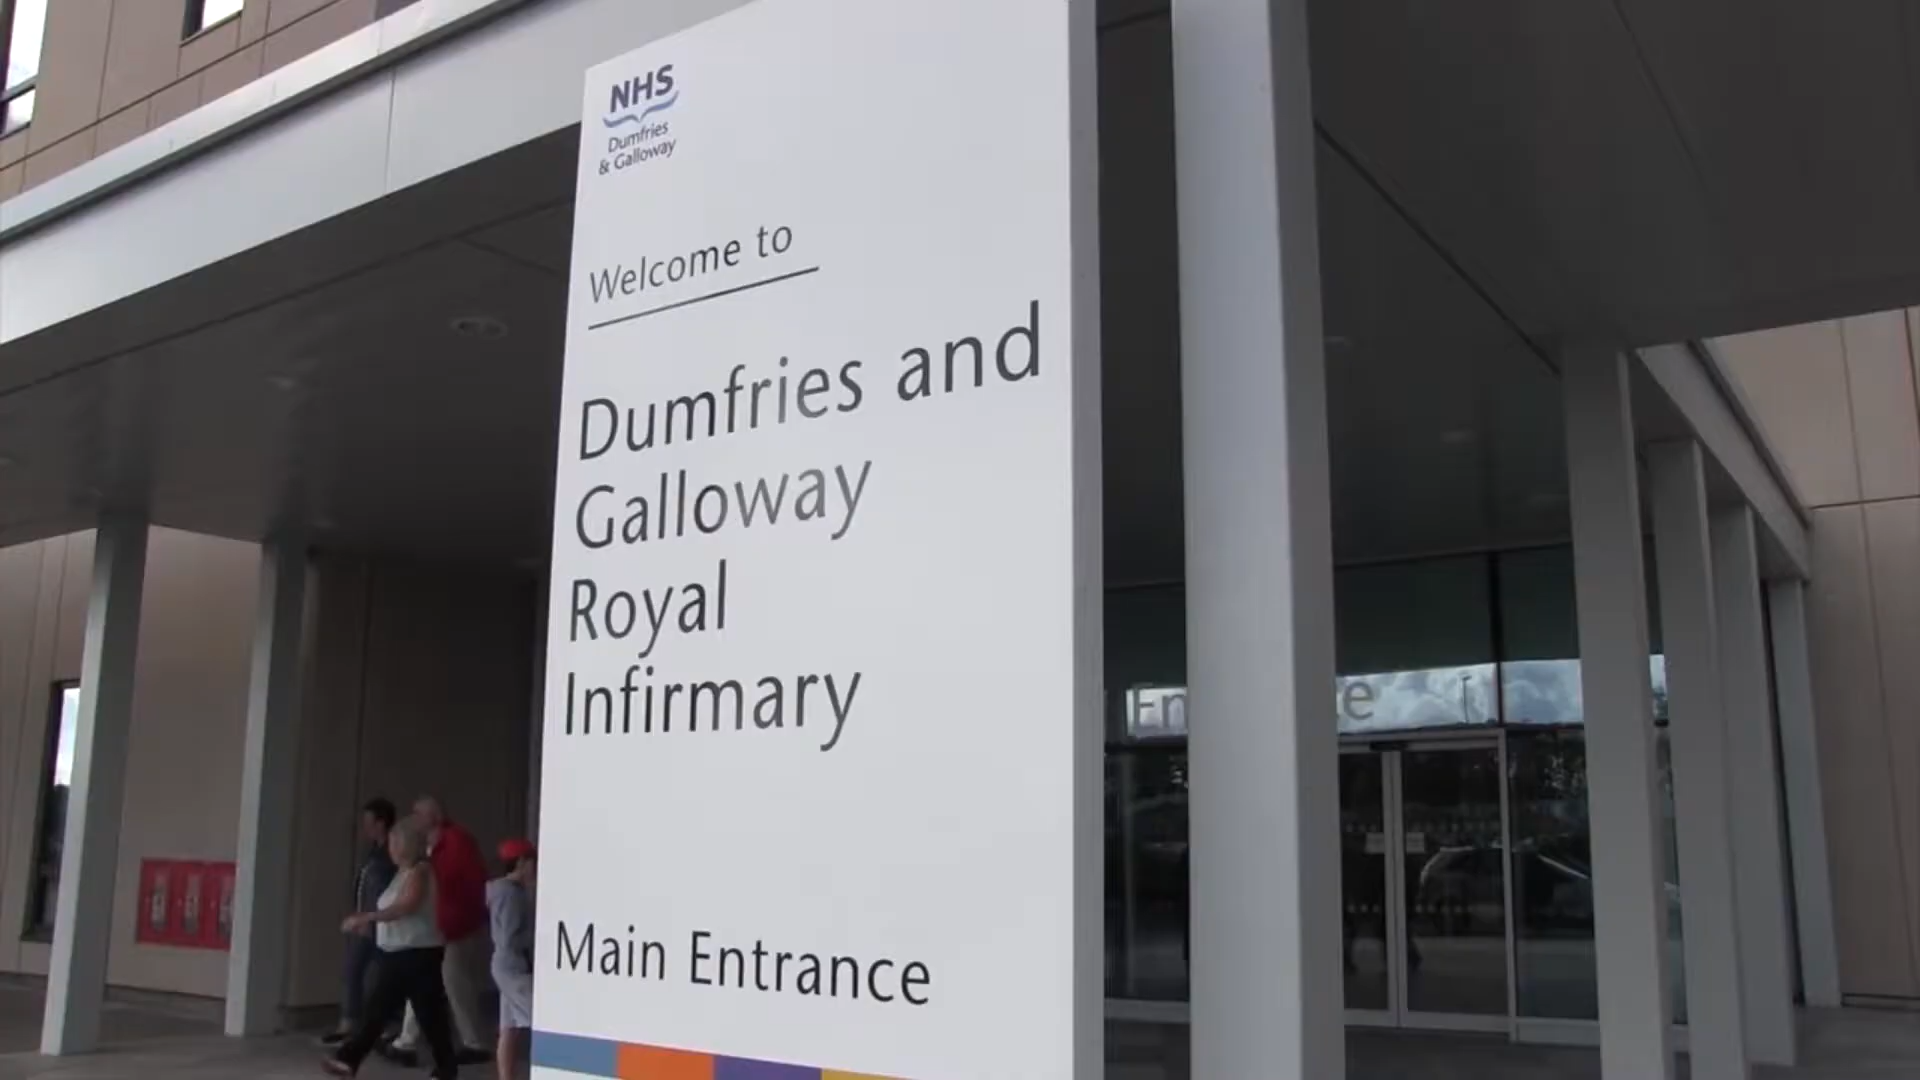 NHS
Dumfries
& Galloway
Welcome to
Dumfries and
Galloway
Royal
Infirmary
Main Entrance